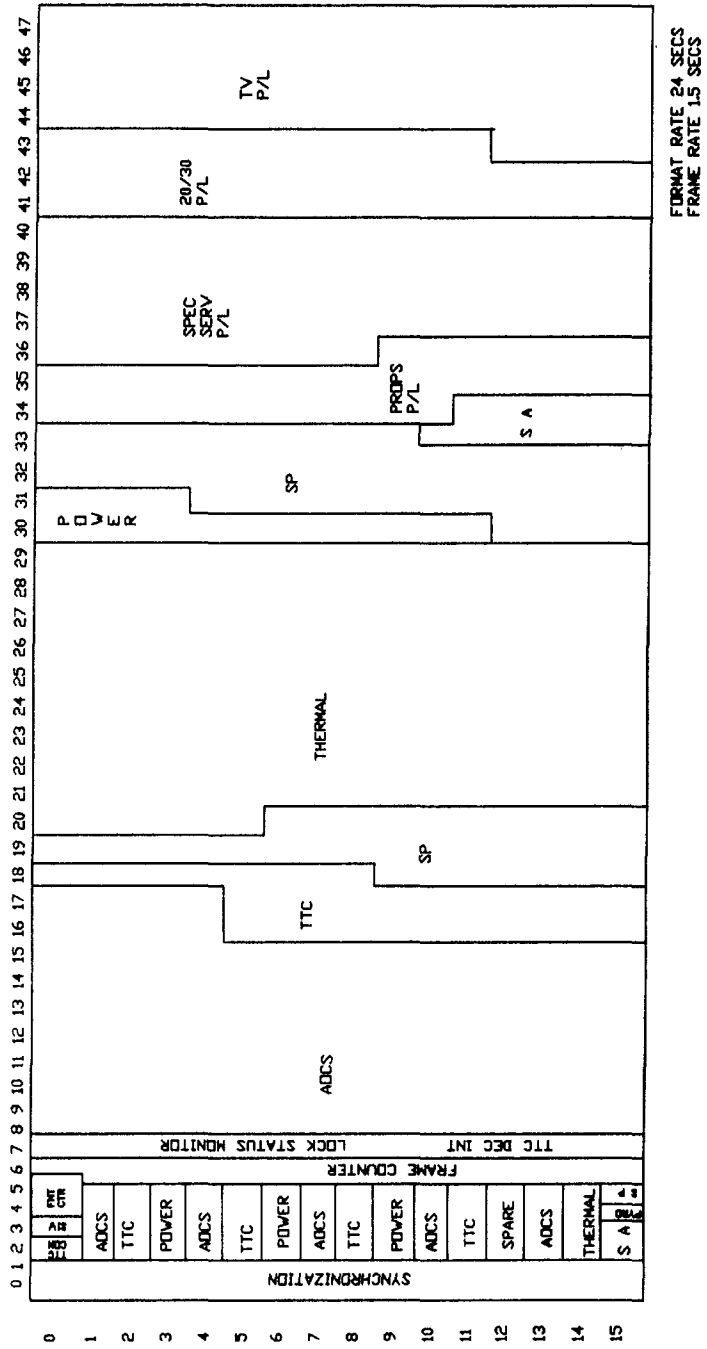 0 1 2 3 4 5 6 7 8 9 10 11 12 13 14 15 16 17 18 19 20 21 22 23 24 25 26 27 28 29 30 31 32 33 34 35 36 37 38 39 40 41 42 43 44 45 46 47
0
1
2
3
4
5
6
7
8
9
10
11
12
13
14
15
SYNCHRONIZATION
FMT
CTR
ADCS
TTC
POWER
ADCS
TTC
POWER
ADCS
TTC
POWER
ADCS
TTC
SPARE
ADCS
THERMAL
S A
FRAME COUNTER
LOCK STATUS MONITOR
TTC DEC INT
ADCS
TTC
SP
THERMAL
POWER
SP
S A
PROPS
P/L
SPEC
SERV
P/L
20/30
P/L
TV
P/L
FORMAT RATE 24 SECS
FRAME RATE 1.5 SECS